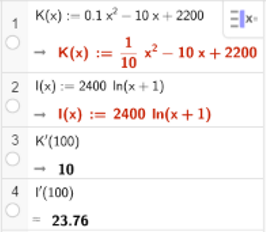 1
K(x) := 0.1 x² − 10 x + 2200
→ K(x) := 1/10 x² − 10 x + 2200
2
I(x) := 2400 ln(x + 1)
→ I(x) := 2400 ln(x + 1)
3
K'(100)
→ 10
4
I'(100)
= 23.76